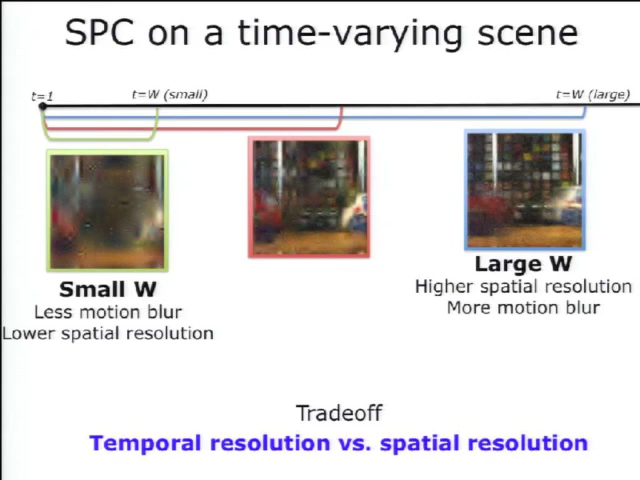 SPC on a time-varying scene
t=1
t=W (small)
t=W (large)
Small W
Less motion blur
Lower spatial resolution
Large W
Higher spatial resolution
More motion blur
Tradeoff
Temporal resolution vs. spatial resolution